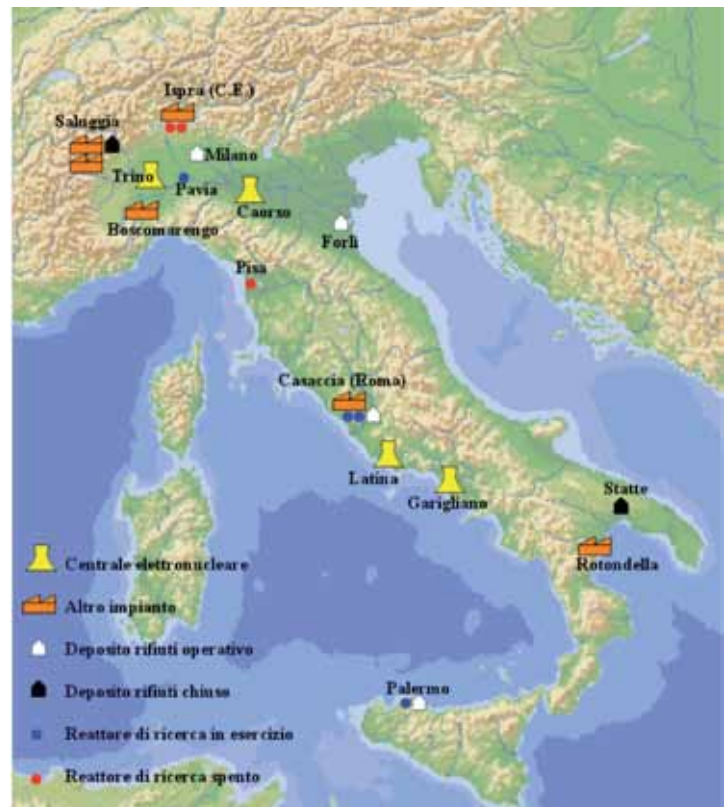 Ispra (C.E.)
Saluggia
Milano
Trino
Pavia
Caorso
Boscomarengo
Forlì
Pisa
Casaccia (Roma)
Latina
Garigliano
Statte
Rotondella
Centrale elettronucleare
Altro impianto
Deposito rifiuti operativo
Deposito rifiuti chiuso
Palermo
Reattore di ricerca in esercizio
Reattore di ricerca spento